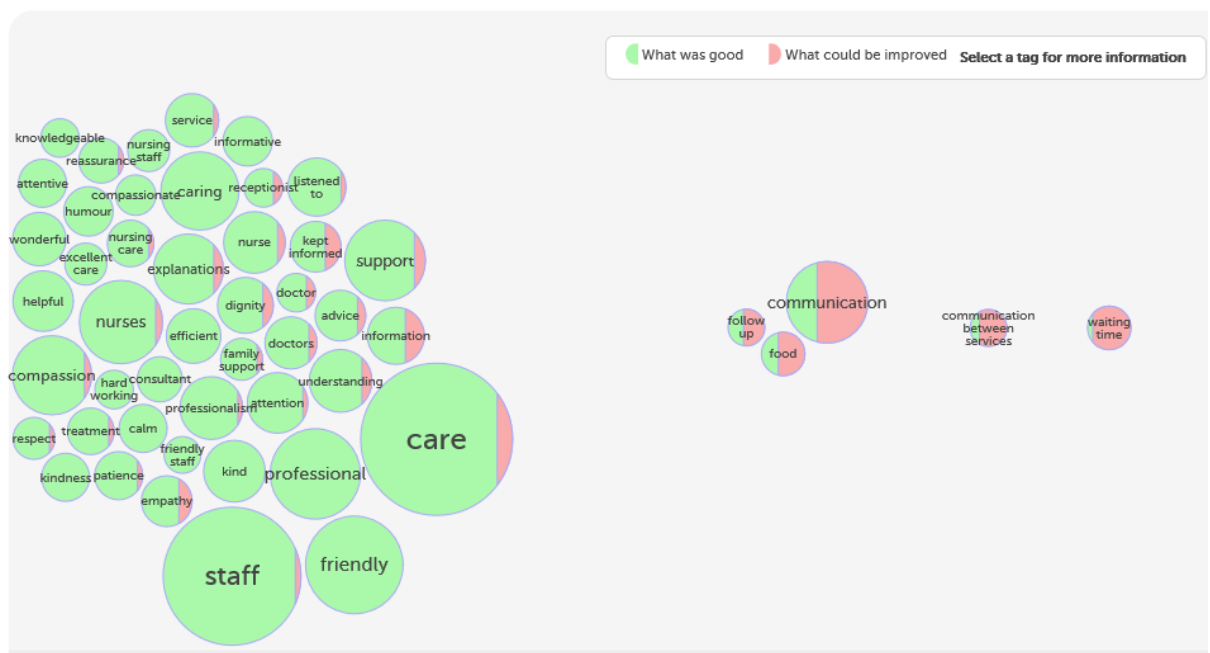 What was good
What could be improved
Select a tag for more information
service
knowledgeable
informative
nursing
staff
reassurance
attentive
compassionate
caring
receptionist
listened
to
humour
wonderful
nursing
care
nurse
kept
informed
excellent
care
explanations
support
helpful
doctor
dignity
advice
nurses
efficient
doctors
information
family
support
compassion
hard
working
consultant
understanding
professionalism
attention
respect
treatment
calm
care
friendly
staff
kindness
patience
kind
professional
empathy
staff
friendly
communication
follow
up
food
communication
between
services
waiting
time